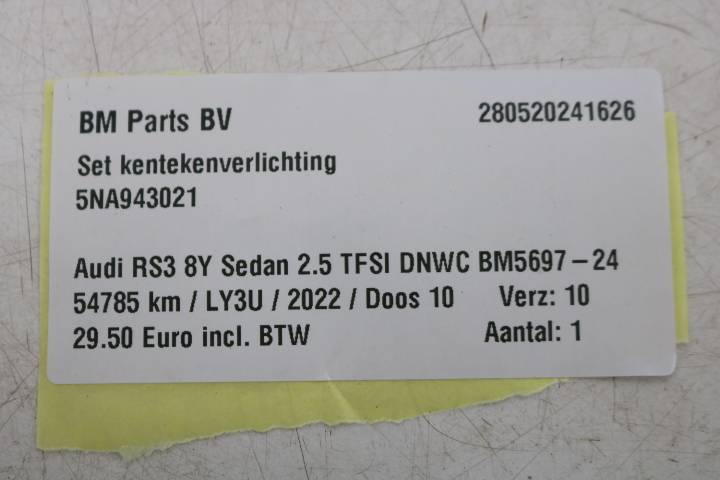 BM Parts BV 280520241626
Set kentekenverlichting
5NA943021
Audi RS3 8Y Sedan 2.5 TFSI DNWC BM5697-24
54785 km / LY3U / 2022 / Doos 10 Verz: 10
29.50 Euro incl. BTW Aantal: 1